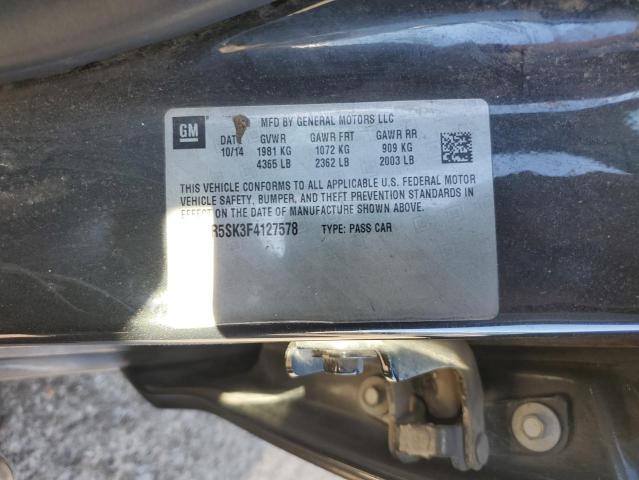 GM
MFD BY GENERAL MOTORS LLC
DATE GVWR GAWR FRT GAWR RR
10/14 1981 KG 1072 KG 909 KG
4365 LB 2362 LB 2003 LB
THIS VEHICLE CONFORMS TO ALL APPLICABLE U.S. FEDERAL MOTOR
VEHICLE SAFETY, BUMPER, AND THEFT PREVENTION STANDARDS IN
EFFECT ON THE DATE OF MANUFACTURE SHOWN ABOVE.
R5SK3F4127578 TYPE: PASS CAR